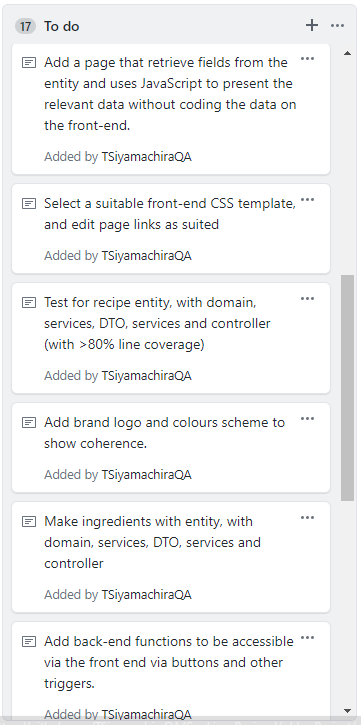 17 To do
Add a page that retrieve fields from the
entity and uses JavaScript to present the
relevant data without coding the data on
the front-end.
Added by TSiyamachiraQA
Select a suitable front-end CSS template,
and edit page links as suited
Added by TSiyamachiraQA
Test for recipe entity, with domain,
services, DTO, services and controller
(with >80% line coverage)
Added by TSiyamachiraQA
Add brand logo and colours scheme to
show coherence.
Added by TSiyamachiraQA
Make ingredients with entity, with
domain, services, DTO, services and
controller
Added by TSiyamachiraQA
Add back-end functions to be accessible
via the front end via buttons and other
triggers.
Added by TSiyamachiraQA